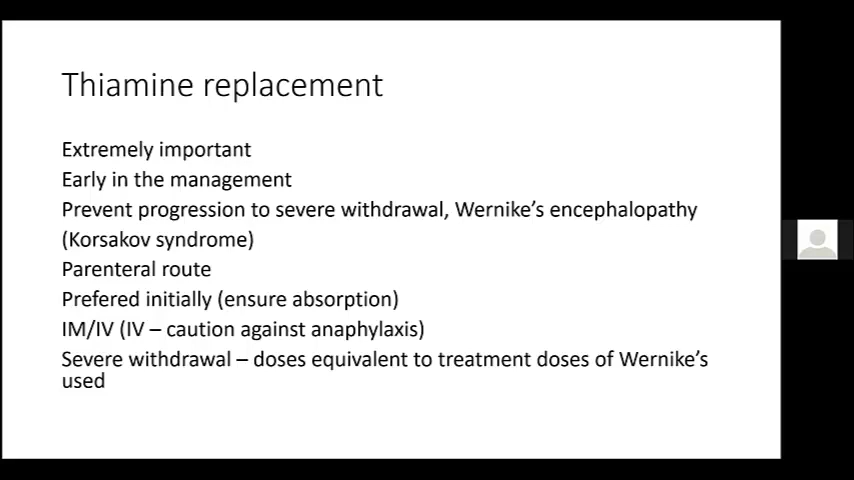 Thiamine replacement
Extremely important
Early in the management
Prevent progression to severe withdrawal, Wernike’s encephalopathy
(Korsakov syndrome)
Parenteral route
Prefered initially (ensure absorption)
IM/IV (IV – caution against anaphylaxis)
Severe withdrawal – doses equivalent to treatment doses of Wernike’s
used